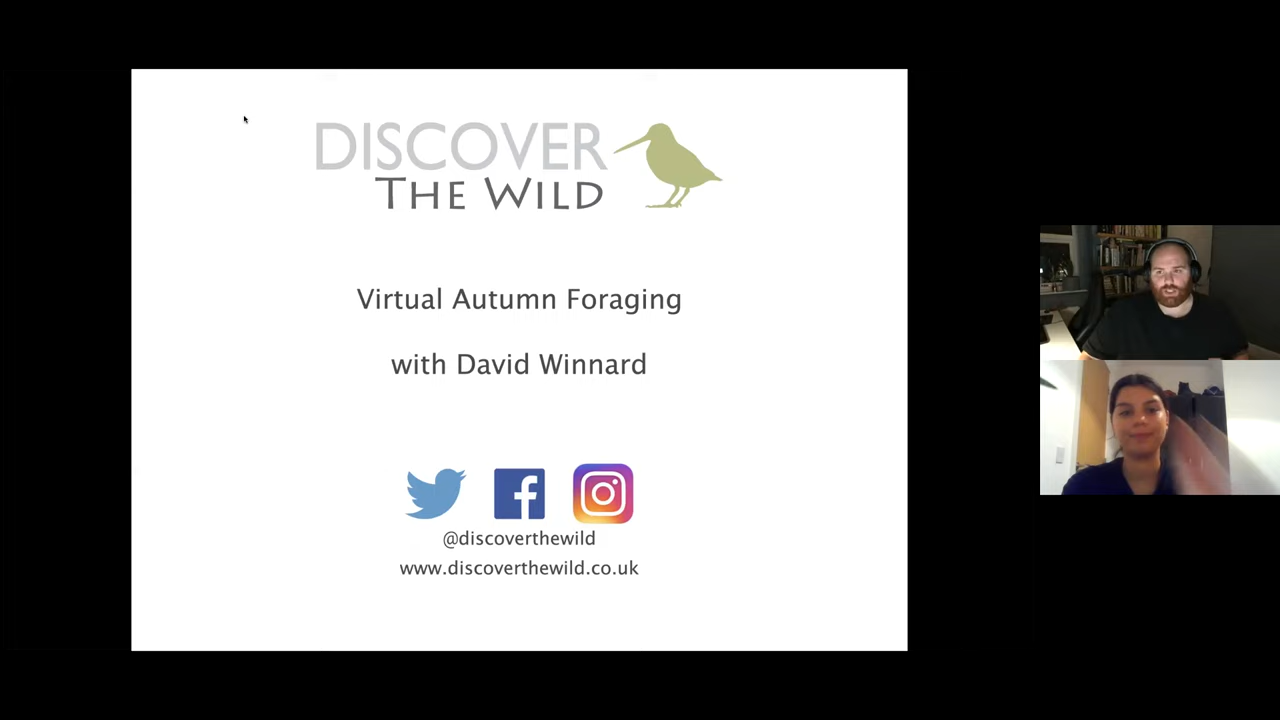 DISCOVER
THE WILD
Virtual Autumn Foraging
with David Winnard
@discoverthewild
www.discoverthewild.co.uk